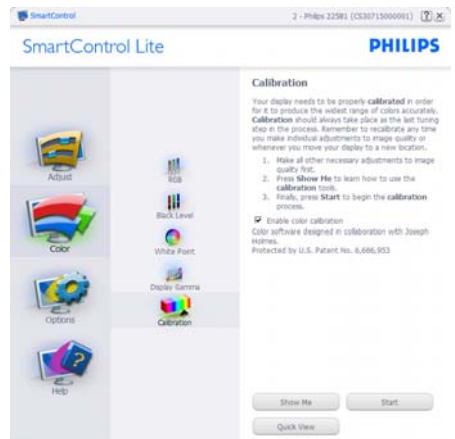 SmartControl
2 - Philips 225B1 (CS30715000001)
SmartControl Lite
PHILIPS
Adjust
Color
Options
Help
RGB
Black Level
White Point
Display Gamma
Calibration
Calibration
Your display needs to be properly calibrated in order
for it to produce the widest range of colors accurately.
Calibration should always take place as the last tuning
step in the process. Remember to recalibrate any time
you make individual adjustments to image quality or
whenever you move your display to a new location.
1. Make all other necessary adjustments to image
quality first.
2. Press Show Me to learn how to use the
calibration tools.
3. Finally, press Start to begin the calibration
process.
Enable color calibration
Color software designed in collaboration with Joseph
Holmes.
Protected by U.S. Patent No. 6,686,953
Show Me
Start
Quick View